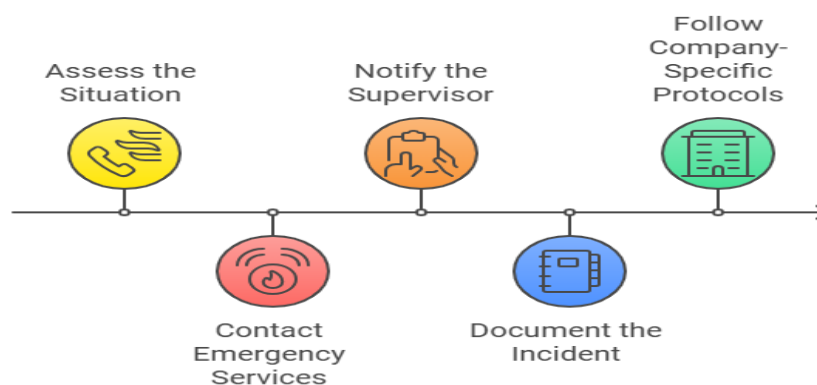 Assess the
Situation
Contact
Emergency
Services
Notify the
Supervisor
Document the
Incident
Follow
Company-
Specific
Protocols